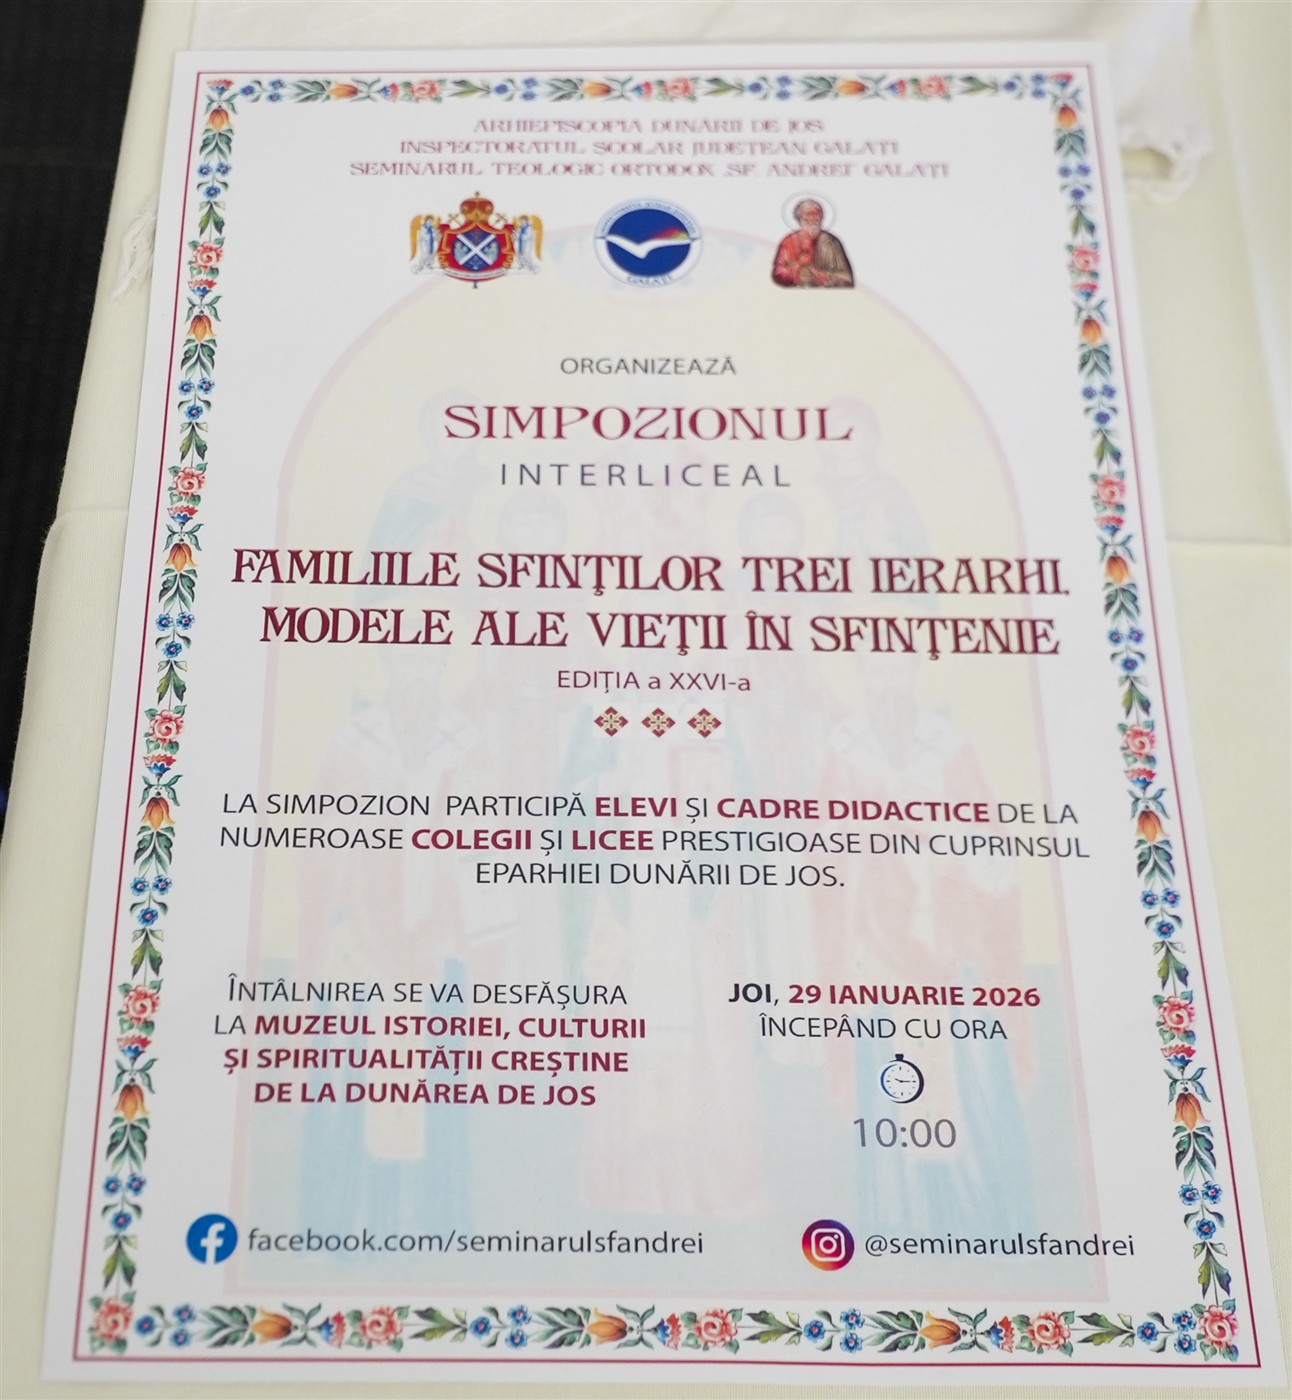 ARHIEPISCOPIA DUNĂRII DE JOS
INSPECTORATUL ȘCOLAR JUDEȚEAN GALAȚI
SEMINARUL TEOLOGIC ORTODOX „SF. ANDREI” GALAȚI
GALAȚI
ORGANIZEAZĂ
SIMPOZIONUL
INTERLICEAL
FAMILIILE SFINȚILOR TREI IERARHI.
MODELE ALE VIEȚII ÎN SFINȚENIE
EDIȚIA a XXVI-a
LA SIMPOZION PARTICIPĂ ELEVI ȘI CADRE DIDACTICE DE LA
NUMEROASE COLEGII ȘI LICEE PRESTIGIOASE DIN CUPRINSUL
EPARHIEI DUNĂRII DE JOS.
ÎNTÂLNIREA SE VA DESFĂȘURA
LA MUZEUL ISTORIEI, CULTURII
ȘI SPIRITUALITĂȚII CREȘTINE
DE LA DUNĂREA DE JOS
JOI, 29 IANUARIE 2026
ÎNCEPÂND CU ORA
10:00
facebook.com/seminarulsfandrei
@seminarulsfandrei